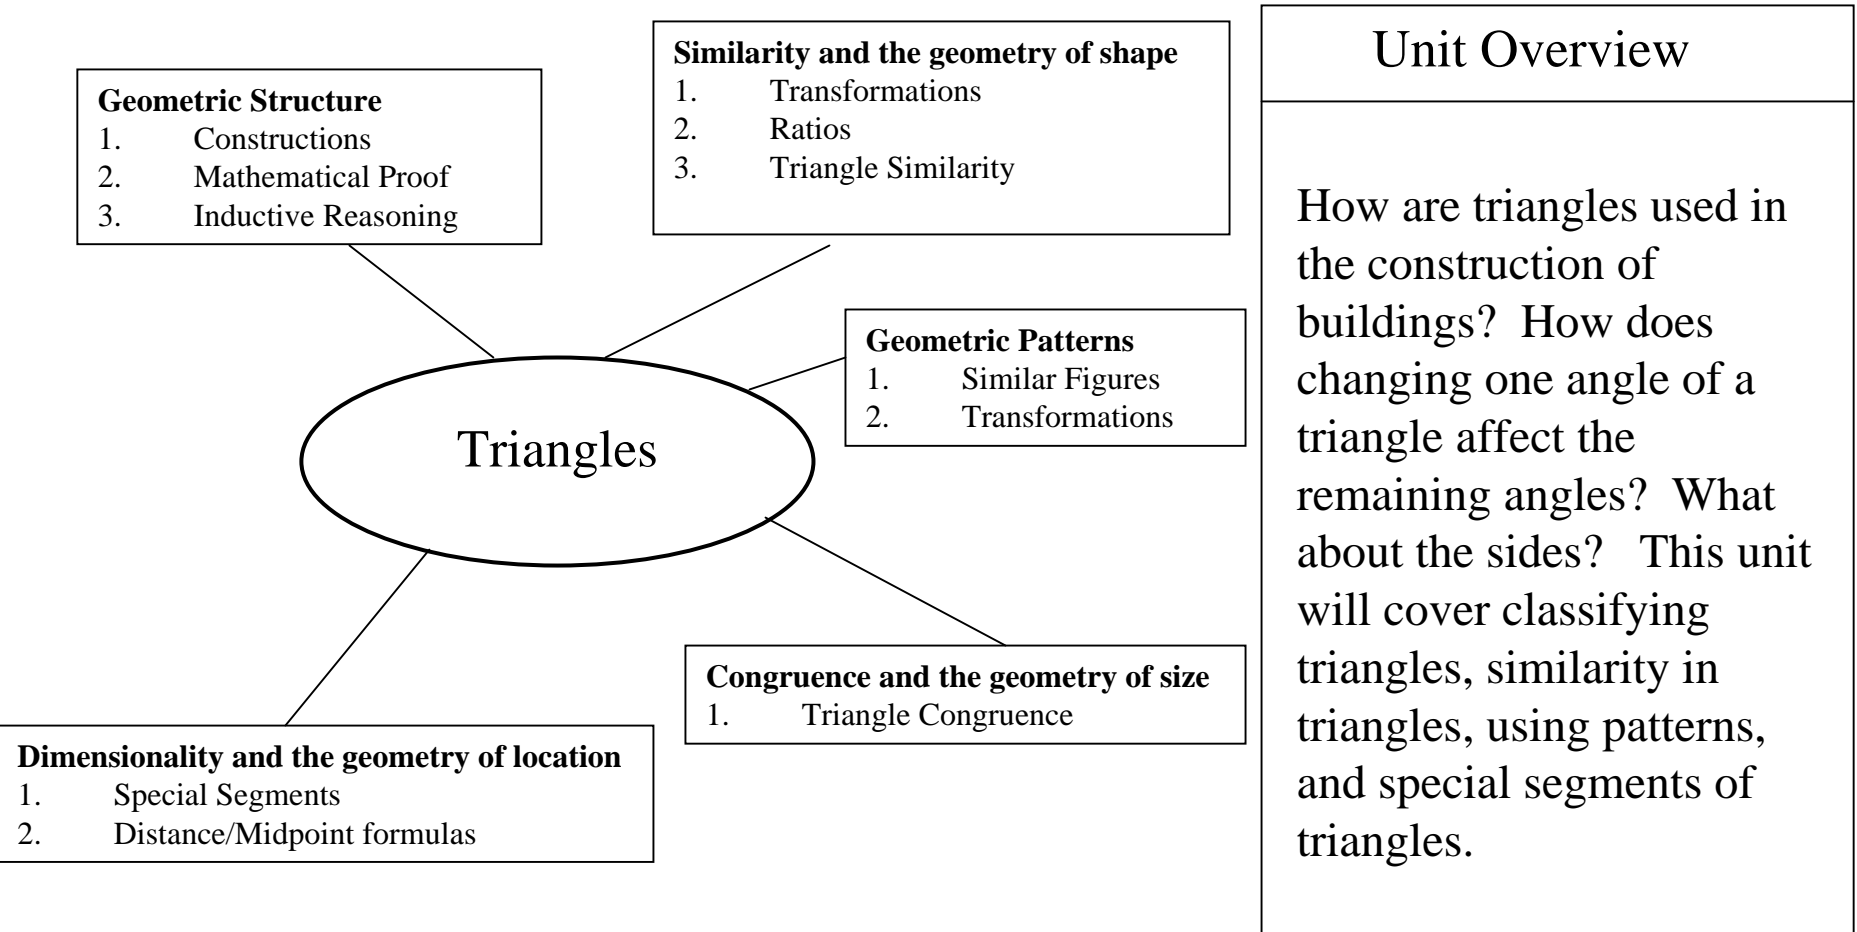 Geometric Structure
1. Constructions
2. Mathematical Proof
3. Inductive Reasoning
Similarity and the geometry of shape
1. Transformations
2. Ratios
3. Triangle Similarity
Geometric Patterns
1. Similar Figures
2. Transformations
Triangles
Congruence and the geometry of size
1. Triangle Congruence
Dimensionality and the geometry of location
1. Special Segments
2. Distance/Midpoint formulas
Unit Overview
How are triangles used in
the construction of
buildings?  How does
changing one angle of a
triangle affect the
remaining angles?  What
about the sides?   This unit
will cover classifying
triangles, similarity in
triangles, using patterns,
and special segments of
triangles.